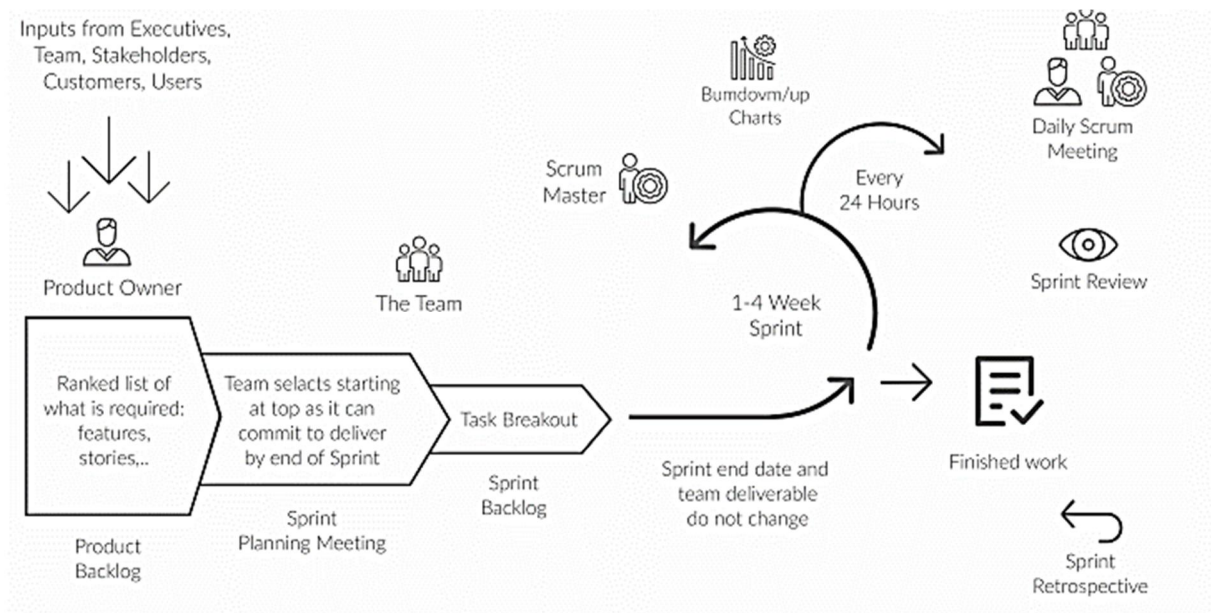 Inputs from Executives,
Team, Stakeholders,
Customers, Users
Product Owner
Ranked list of
what is required:
features,
stories,..
Product
Backlog
The Team
Team selacts starting
at top as it can
commit to deliver
by end of Sprint
Sprint
Planning Meeting
Task Breakout
Sprint
Backlog
Scrum
Master
Bumdovm/up
Charts
Every
24 Hours
1-4 Week
Sprint
Sprint end date and
team deliverable
do not change
Daily Scrum
Meeting
Sprint Review
Finished work
Sprint
Retrospective